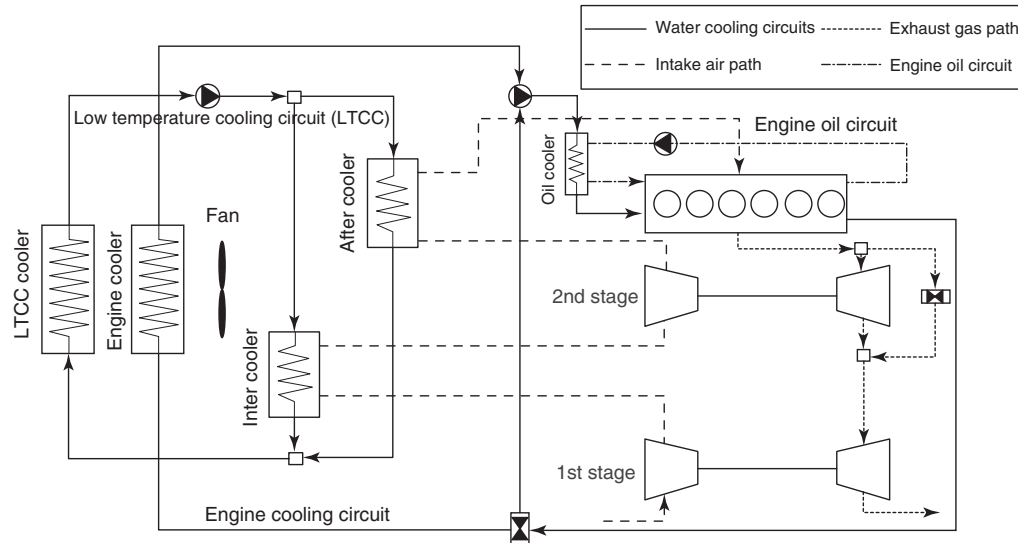 Water cooling circuits
Exhaust gas path
Intake air path
Engine oil circuit
Low temperature cooling circuit (LTCC)
Engine oil circuit
Oil cooler
After cooler
Fan
LTCC cooler
Engine cooler
2nd stage
Inter cooler
1st stage
Engine cooling circuit